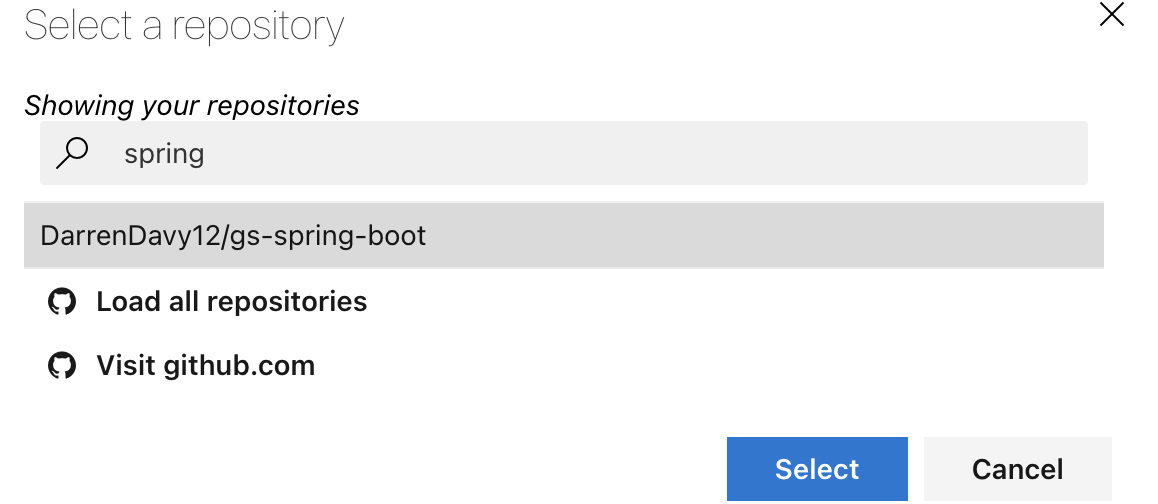 Select a repository
Showing your repositories
spring
DarrenDavy12/gs-spring-boot
Load all repositories
Visit github.com
Select
Cancel